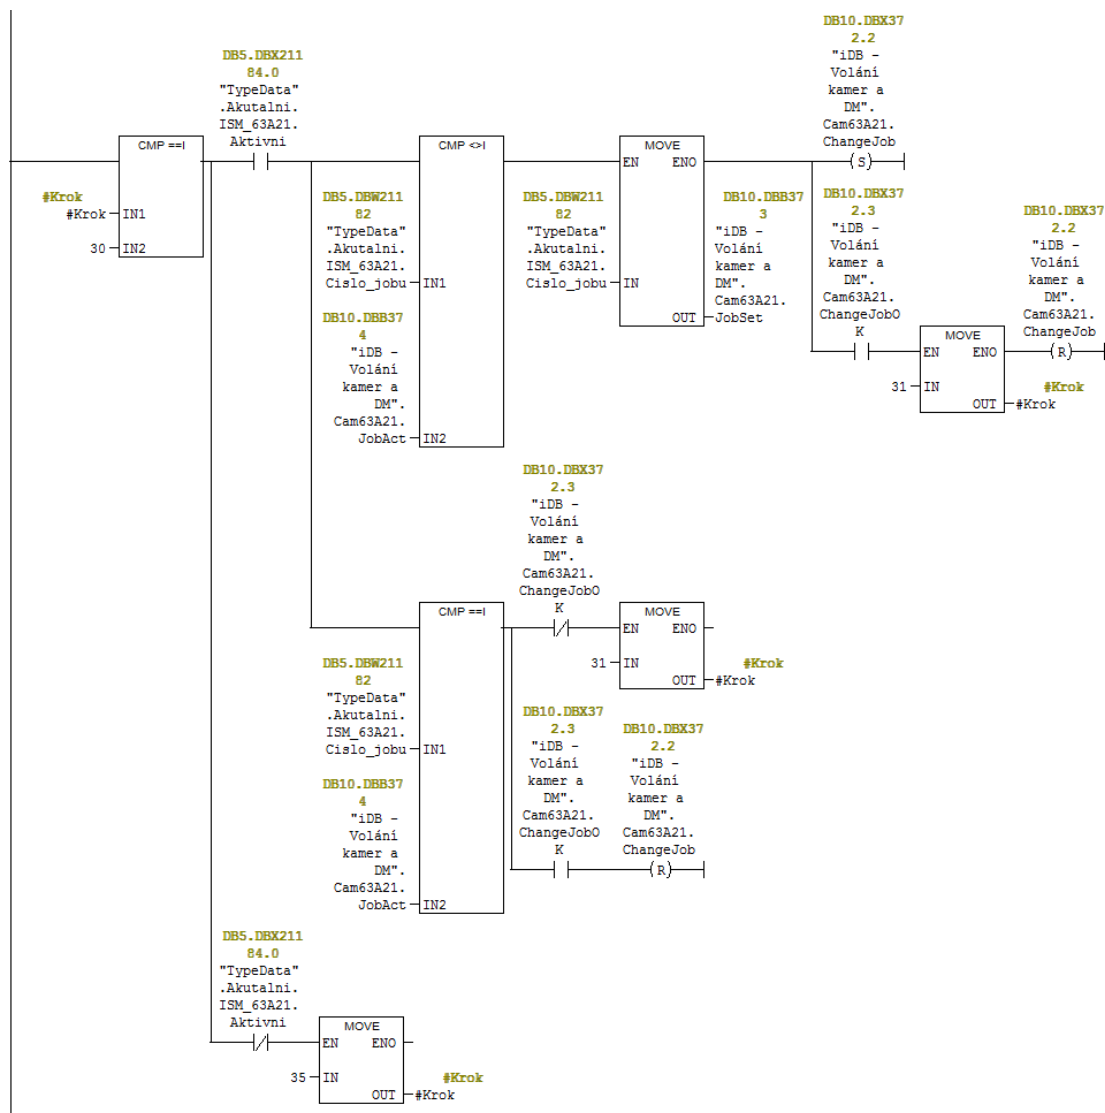 DB10.DBX37
2.2
"iDB -
Volání
kamer a
DM".
Cam63A21.
ChangeJob
(S)
DB5.DBX211
84.0
"TypeData"
.Akutalni.
ISM_63A21.
Aktivni
CMP ==I
#Krok
#Krok
IN1
30
IN2
CMP <>I
DB5.DBW211
82
"TypeData"
.Akutalni.
ISM_63A21.
Cislo_jobu
IN1
DB10.DBB37
4
"iDB -
Volání
kamer a
DM".
Cam63A21.
JobAct
IN2
MOVE
EN
ENO
DB5.DBW211
82
"TypeData"
.Akutalni.
ISM_63A21.
Cislo_jobu
IN
DB10.DBB37
3
"iDB -
Volání
kamer a
DM".
Cam63A21.
JobSet
OUT
DB10.DBX37
2.3
"iDB -
Volání
kamer a
DM".
Cam63A21.
ChangeJobO
K
MOVE
EN
ENO
31
IN
OUT
#Krok
#Krok
DB10.DBX37
2.2
"iDB -
Volání
kamer a
DM".
Cam63A21.
ChangeJob
(R)
CMP ==I
DB5.DBW211
82
"TypeData"
.Akutalni.
ISM_63A21.
Cislo_jobu
IN1
DB10.DBB37
4
"iDB -
Volání
kamer a
DM".
Cam63A21.
JobAct
IN2
DB10.DBX37
2.3
"iDB -
Volání
kamer a
DM".
Cam63A21.
ChangeJobO
K
MOVE
EN
ENO
31
IN
OUT
#Krok
#Krok
DB10.DBX37
2.3
"iDB -
Volání
kamer a
DM".
Cam63A21.
ChangeJobO
K
DB10.DBX37
2.2
"iDB -
Volání
kamer a
DM".
Cam63A21.
ChangeJob
(R)
DB5.DBX211
84.0
"TypeData"
.Akutalni.
ISM_63A21.
Aktivni
MOVE
EN
ENO
35
IN
OUT
#Krok
#Krok